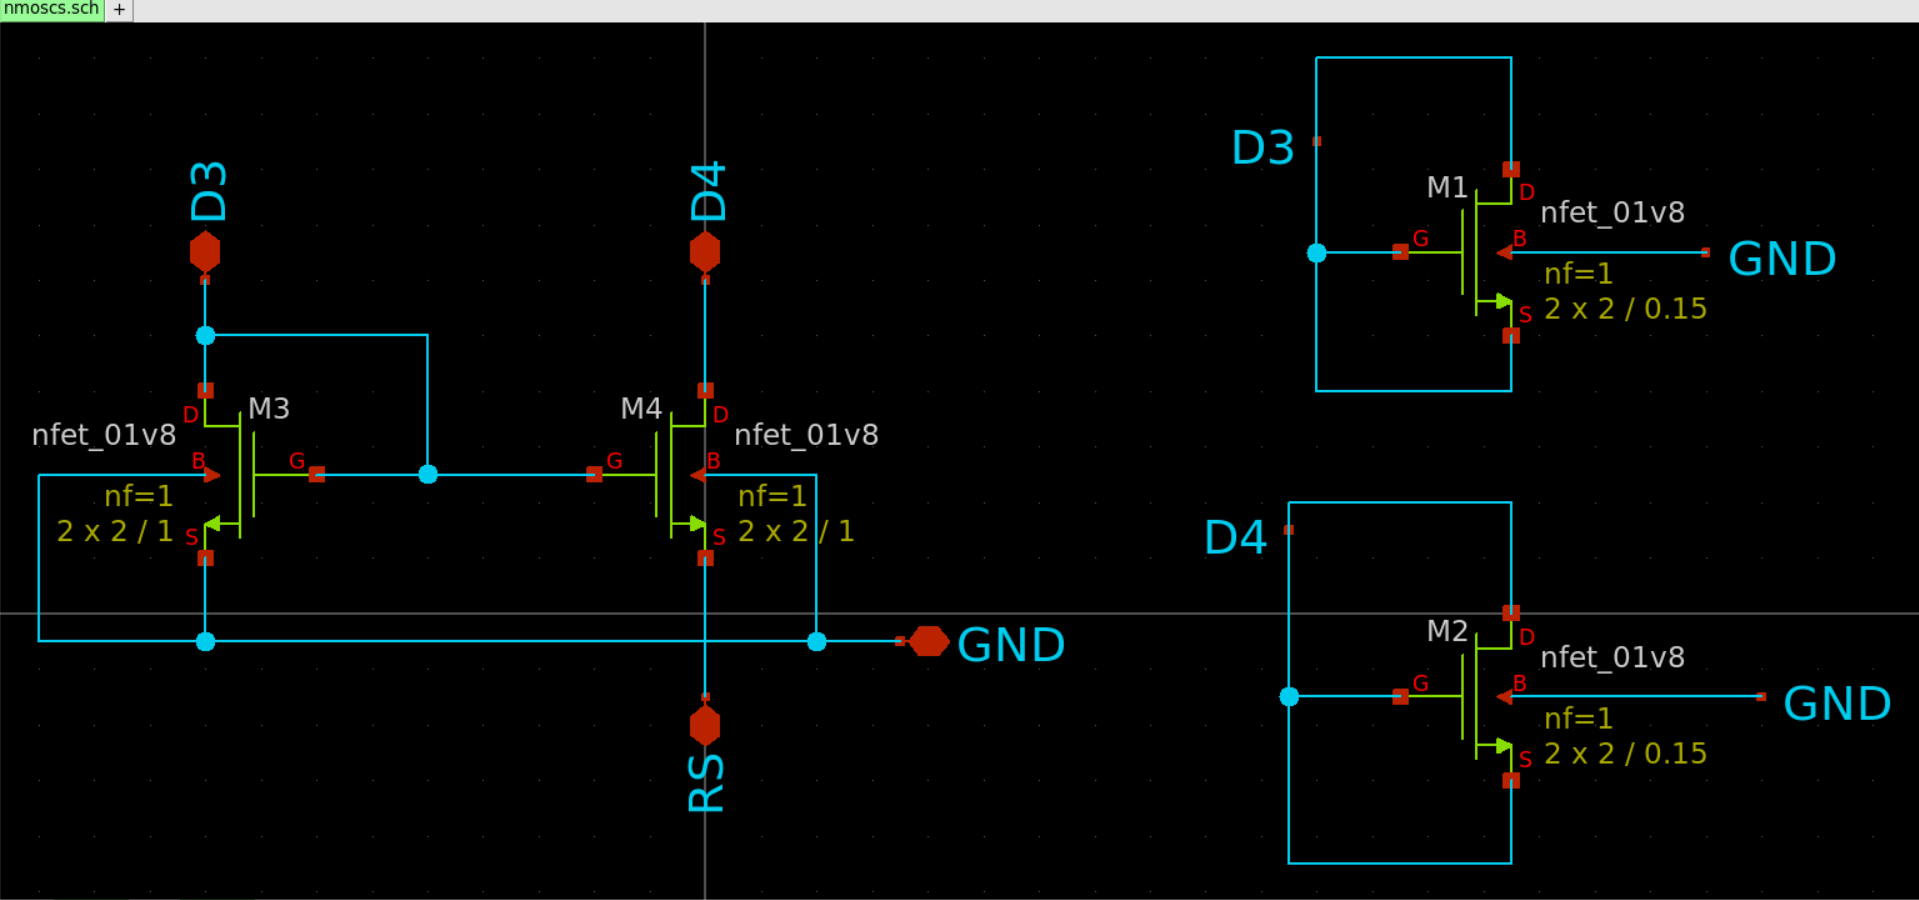 nmoscs.sch +
D3
D4
M3
nfet_01v8
D
B
G
nf=1
2 x 2 / 1
S
M4
nfet_01v8
D
G
B
nf=1
2 x 2 / 1
S
GND
RS
D3
M1
D
nfet_01v8
G
B
GND
nf=1
2 x 2 / 0.15
S
D4
M2
D
nfet_01v8
G
B
GND
nf=1
2 x 2 / 0.15
S